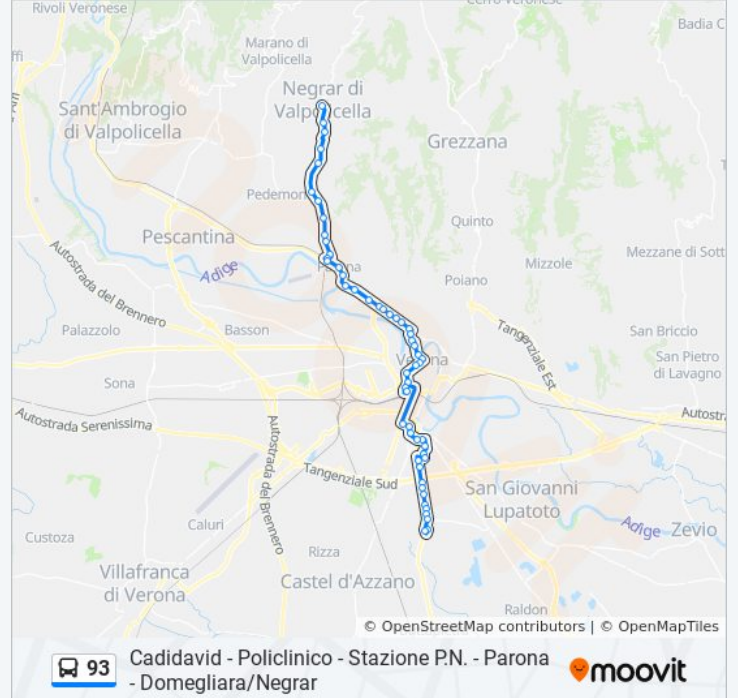 Rivoli Veronese
Cerro Veronese
Badia C
Marano di
Valpolicella
ffi
Negrar di
Valpolicella
Sant'Ambrogio
di Valpolicella
Grezzana
Pedemon
Quinto
Pescantina
Mezzane di Sott
Adige
Mizzole
Parona
Poiano
Autostrada del Brennero
Palazzolo
Basson
Tangenziale Est
San Briccio
Verona
San Pietro
di Lavagno
Sona
Autostrada Serenissima
Autostr
Autostrada del Brennero
Tangenziale Sud
San Giovanni
Lupatoto
Caluri
Adige
Zevio
Custoza
Rizza
Villafranca
di Verona
Castel d'Azzano
Raldon
© OpenStreetMap contributors | © OpenMapTiles
93
Cadidavid - Policlinico - Stazione P.N. - Parona
- Domegliara/Negrar
moovit